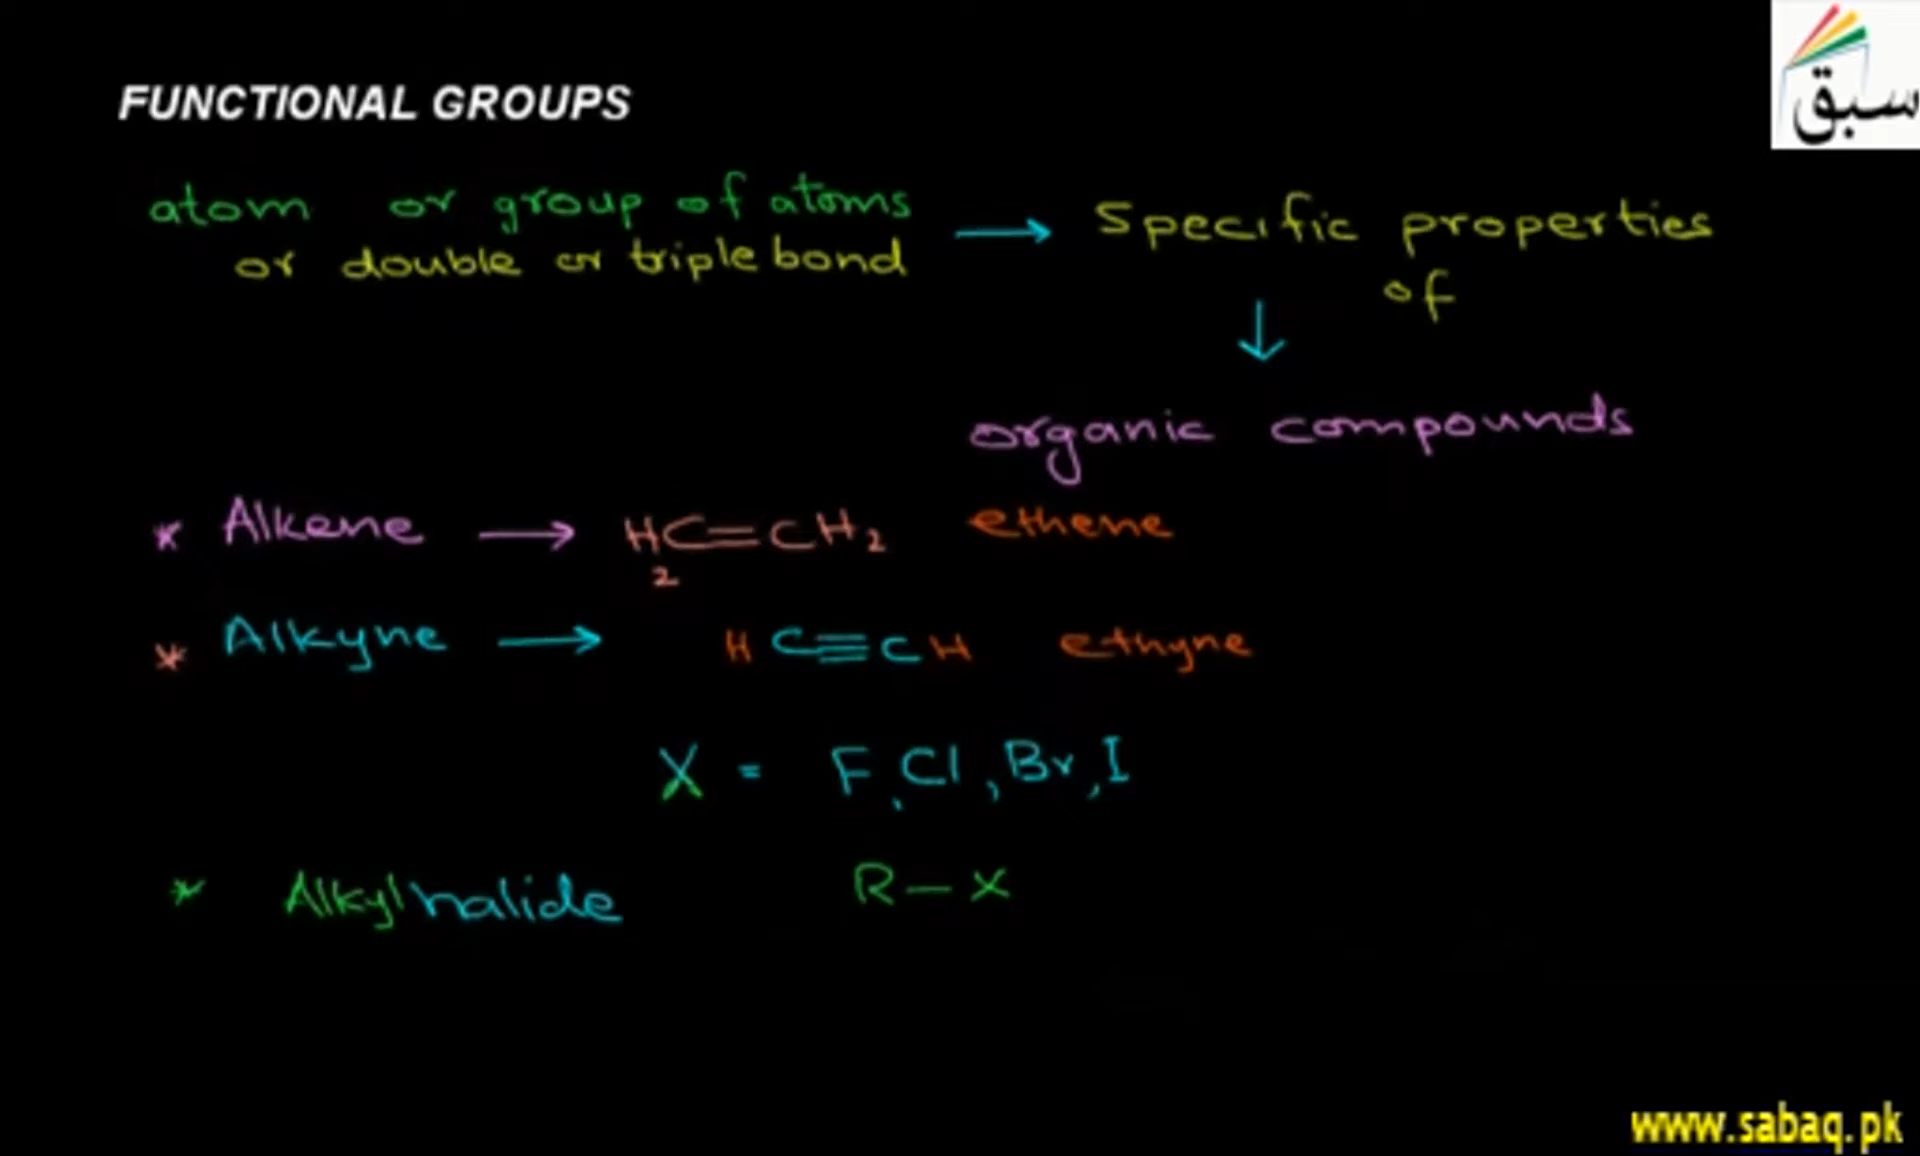 سبق
FUNCTIONAL GROUPS
atom or group of atoms → Specific properties
or double or triple bond
of
↓
organic compounds
* Alkene → H₂C=CH₂ ethene
* Alkyne → HC≡CH ethyne
X = F, Cl, Br, I
* Alkyl halide R–X
www.sabaq.pk